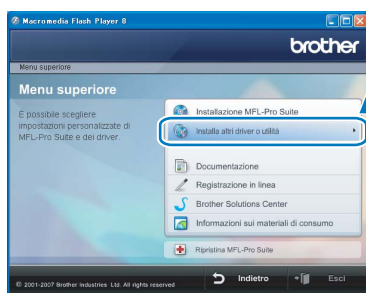 Macromedia Flash Player 8
brother
Menu superiore
Menu superiore
È possibile scegliere
impostazioni personalizzate di
MFL-Pro Suite e dei driver.
Installazione MFL-Pro Suite
Installa altri driver o utilità
Documentazione
Registrazione in linea
Brother Solutions Center
Informazioni sui materiali di consumo
Ripristina MFL-Pro Suite
© 2001-2007 Brother Industries Ltd. All rights reserved
Indietro
Esci